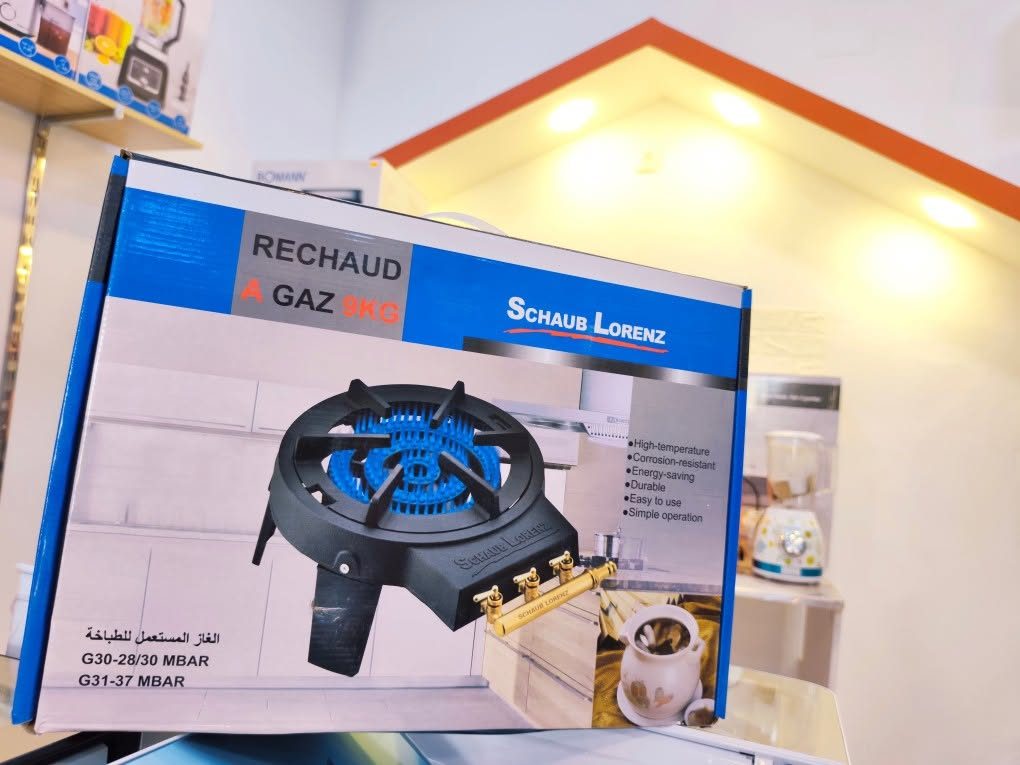 BOMANN
RECHAUD
A GAZ 9KG
SCHAUB LORENZ
•High-temperature
•Corrosion-resistant
•Energy-saving
•Durable
•Easy to use
•Simple operation
SCHAUB LORENZ
SCHAUB LORENZ
الغاز المستعمل للطباخة
G30-28/30 MBAR
G31-37 MBAR